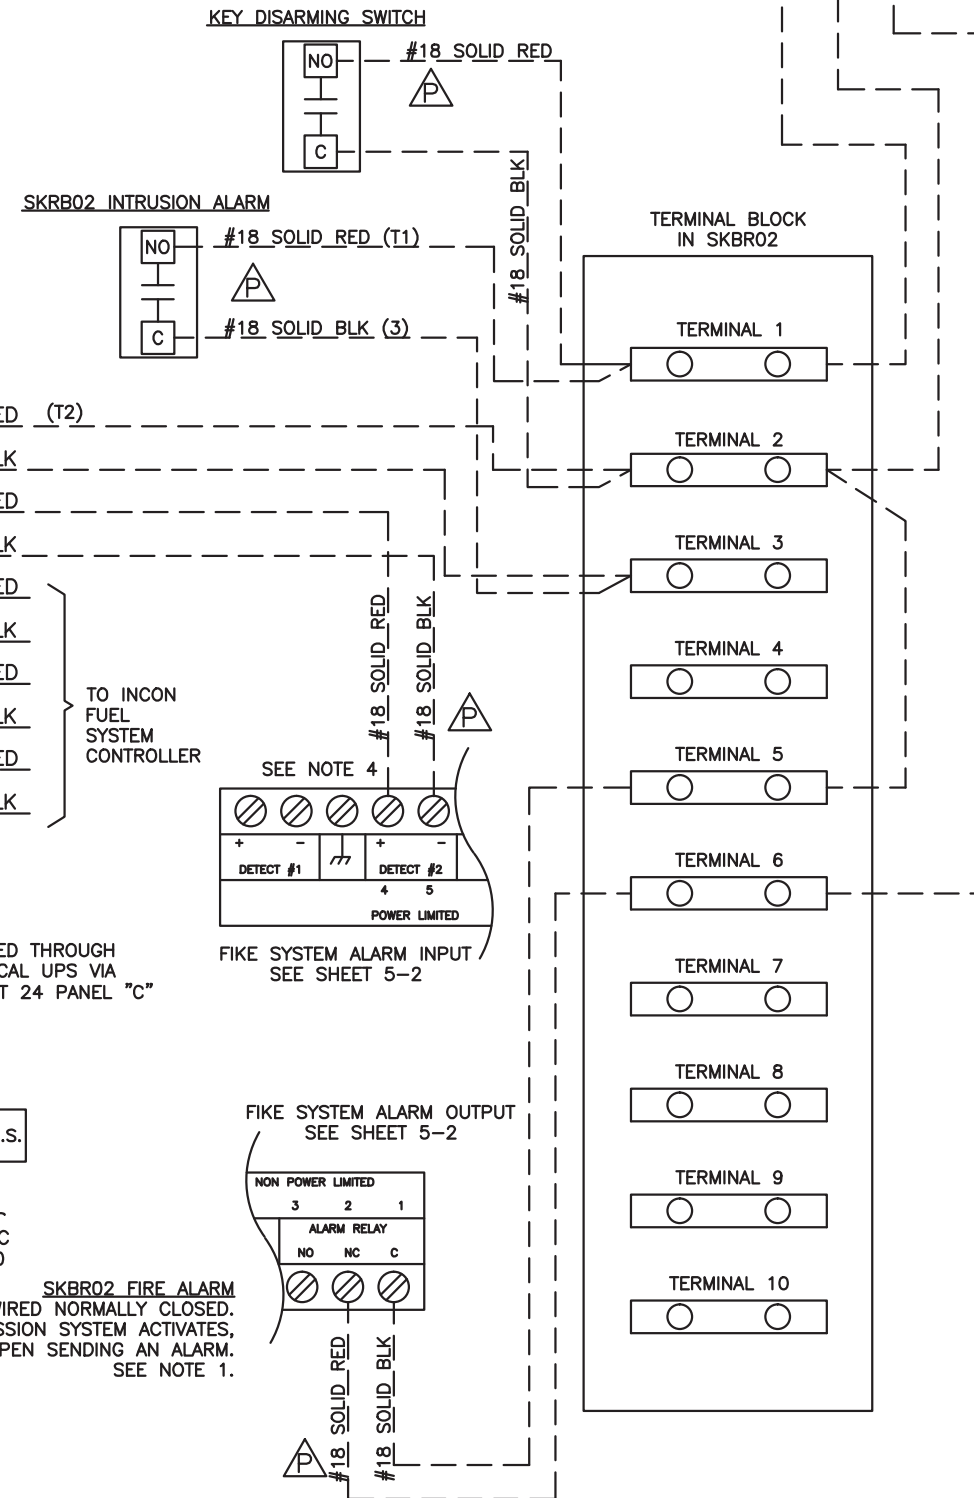 KEY DISARMING SWITCH
NO
#18 SOLID RED
P
C
#18 SOLID BLK
SKRB02 INTRUSION ALARM
NO
#18 SOLID RED (T1)
P
C
#18 SOLID BLK (3)
TERMINAL BLOCK
IN SKBR02
TERMINAL 1
TERMINAL 2
TERMINAL 3
TERMINAL 4
TERMINAL 5
TERMINAL 6
TERMINAL 7
TERMINAL 8
TERMINAL 9
TERMINAL 10
ED (T2)
LK
ED
LK
ED
LK
ED
LK
ED
LK
TO INCON
FUEL
SYSTEM
CONTROLLER
#18 SOLID RED
#18 SOLID BLK
P
SEE NOTE 4
+ - + -
DETECT #1 DETECT #2
4 5
POWER LIMITED
FIKE SYSTEM ALARM INPUT
SEE SHEET 5-2
ED THROUGH
CAL UPS VIA
T 24 PANEL "C"
FIKE SYSTEM ALARM OUTPUT
SEE SHEET 5-2
.S.
NON POWER LIMITED
3 2 1
ALARM RELAY
NO NC C
C
SKBR02 FIRE ALARM
WIRED NORMALLY CLOSED.
SSION SYSTEM ACTIVATES,
PEN SENDING AN ALARM.
SEE NOTE 1.
#18 SOLID RED
#18 SOLID BLK
P